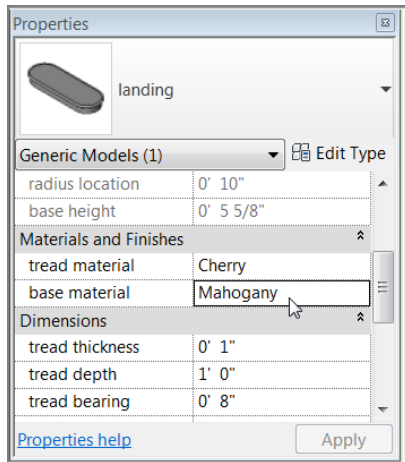 Properties
landing
Generic Models (1) Edit Type
radius location 0' 10"
base height 0' 5 5/8"
Materials and Finishes
tread material Cherry
base material Mahogany
Dimensions
tread thickness 0' 1"
tread depth 1' 0"
tread bearing 0' 8"
Properties help Apply